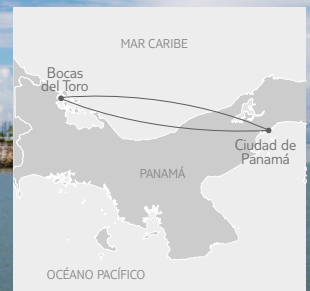 MAR CARIBE
Bocas
del Toro
Ciudad de
Panamá
PANAMÁ
OCÉANO PACÍFICO